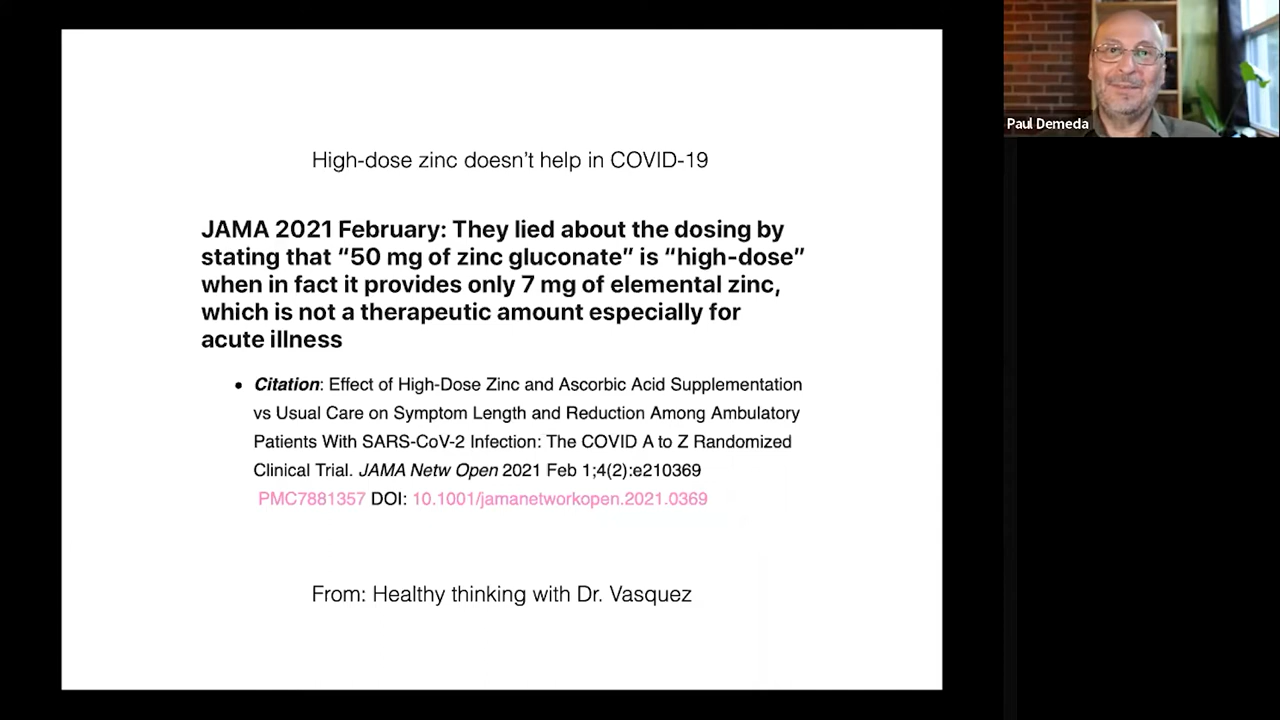 High-dose zinc doesn't help in COVID-19
JAMA 2021 February: They lied about the dosing by
stating that “50 mg of zinc gluconate” is “high-dose”
when in fact it provides only 7 mg of elemental zinc,
which is not a therapeutic amount especially for
acute illness
• Citation: Effect of High-Dose Zinc and Ascorbic Acid Supplementation
vs Usual Care on Symptom Length and Reduction Among Ambulatory
Patients With SARS-CoV-2 Infection: The COVID A to Z Randomized
Clinical Trial. JAMA Netw Open 2021 Feb 1;4(2):e210369
PMC7881357 DOI: 10.1001/jamanetworkopen.2021.0369
From: Healthy thinking with Dr. Vasquez
Paul Demeda